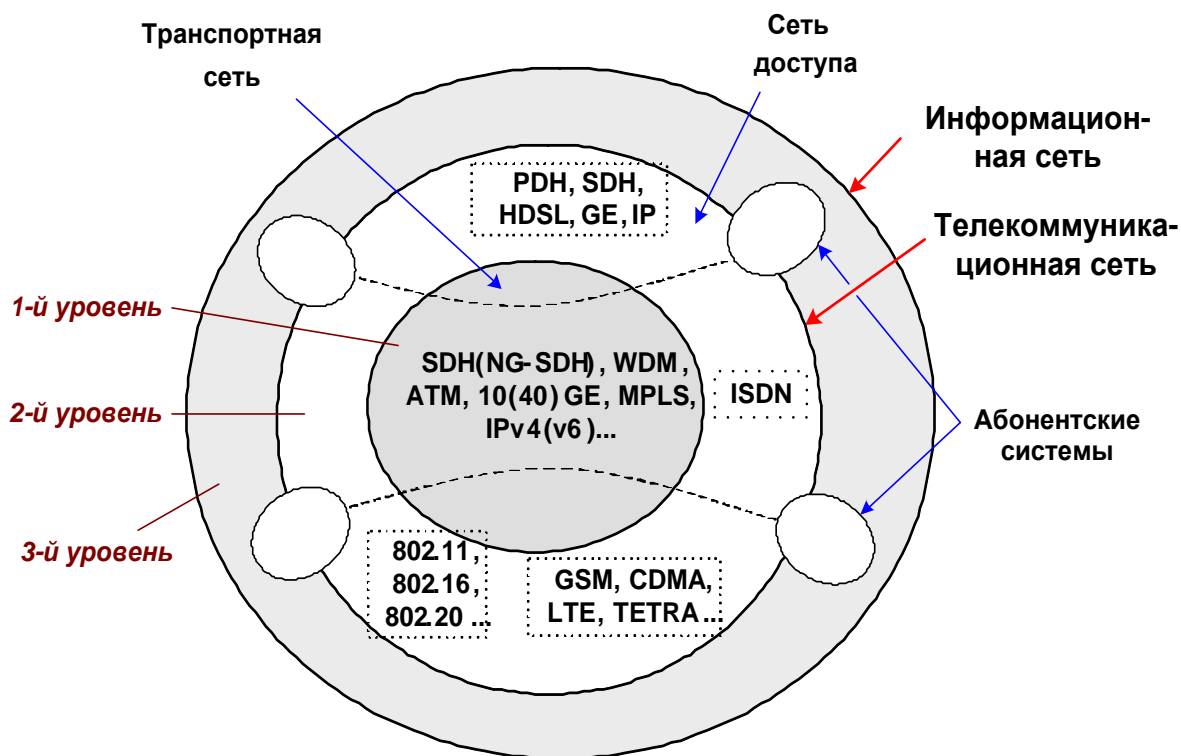 Транспортная
сеть
Сеть
доступа
Информацион-
ная сеть
PDH, SDH,
HDSL, GE, IP
Телекоммуника-
ционная сеть
1-й уровень
SDH(NG-SDH), WDM,
ATM, 10(40) GE, MPLS,
IPv4(v6)...
ISDN
2-й уровень
Абонентские
системы
3-й уровень
802.11,
802.16,
802.20 ...
GSM, CDMA,
LTE, TETRA...